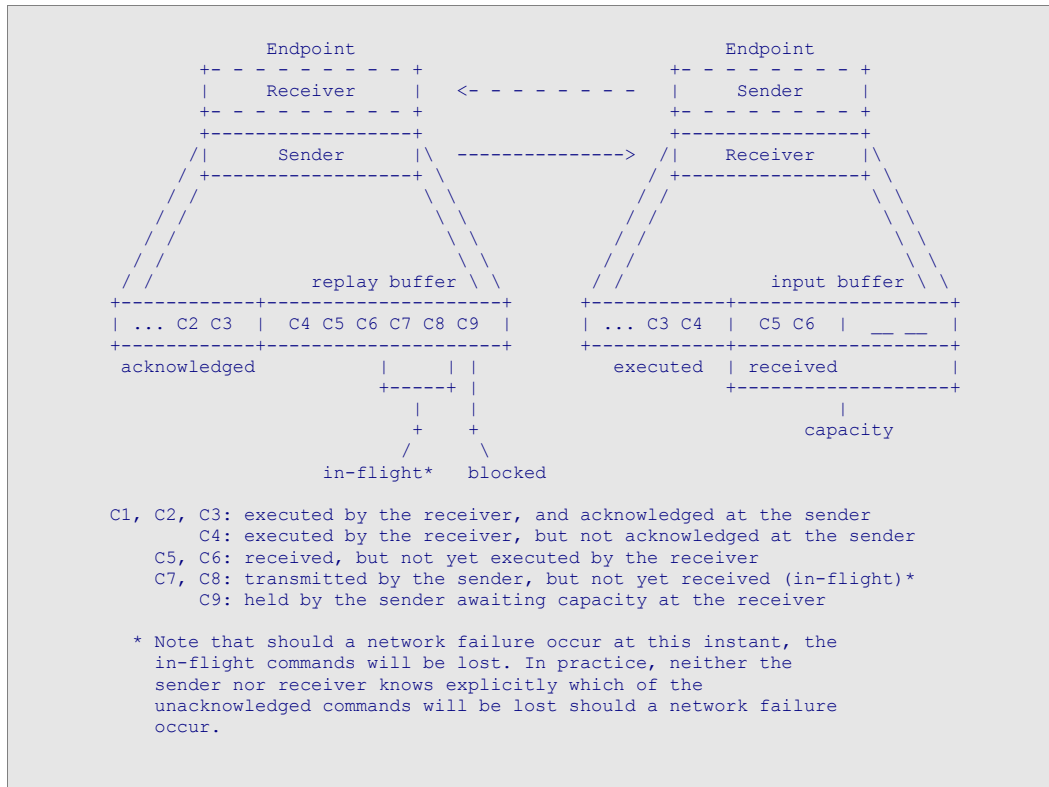 Endpoint Endpoint
+- - - - - - - - - + +- - - - - - - - +
| Receiver | <- - - - - - - - | Sender |
+- - - - - - - - - + +- - - - - - - - +
+------------------+ +----------------+
/| Sender |\ ---------------> /| Receiver |\
/ +------------------+ \ / +----------------+ \
/ / \ \ / / \ \
/ / \ \ / / \ \
/ / \ \ / / \ \
/ / \ \ / / \ \
/ / replay buffer \ \ / / input buffer \ \
+------------+---------------------+ +------------+-------------------+
| ... C2 C3 | C4 C5 C6 C7 C8 C9 | | ... C3 C4 | C5 C6 | __ __ |
+------------+---------------------+ +------------+-------------------+
acknowledged | | | executed | received |
+-----+ | +-------------------+
| | |
+ + capacity
/ \
in-flight* blocked
C1, C2, C3: executed by the receiver, and acknowledged at the sender
C4: executed by the receiver, but not acknowledged at the sender
C5, C6: received, but not yet executed by the receiver
C7, C8: transmitted by the sender, but not yet received (in-flight)*
C9: held by the sender awaiting capacity at the receiver
* Note that should a network failure occur at this instant, the
in-flight commands will be lost. In practice, neither the
sender nor receiver knows explicitly which of the
unacknowledged commands will be lost should a network failure
occur.